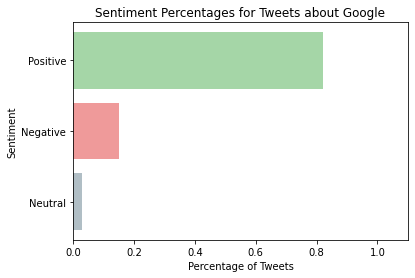 Sentiment Percentages for Tweets about Google
Sentiment
Positive
Negative
Neutral
0.0 0.2 0.4 0.6 0.8 1.0
Percentage of Tweets